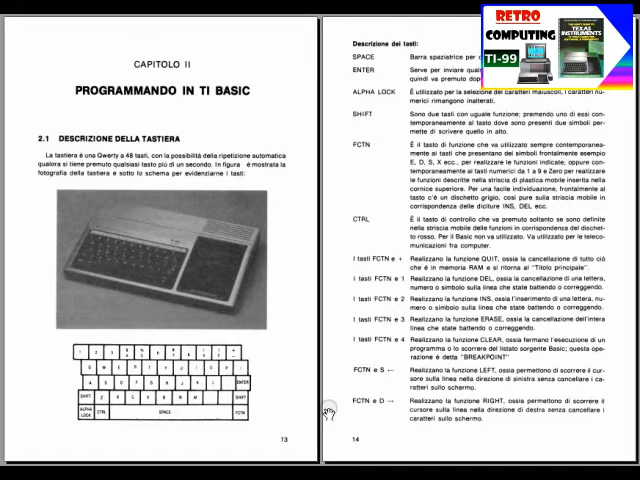 CAPITOLO II
PROGRAMMANDO IN TI BASIC
2.1 DESCRIZIONE DELLA TASTIERA
La tastiera è una Qwerty a 48 tasti, con la possibilità della ripetizione automatica
qualora si tiene premuto qualsiasi tasto più di un secondo. In figura è mostrata la
fotografia della tastiera e sotto lo schema per evidenziarne i tasti:
ENTER
SHIFT
SHIFT
ALPHA LOCK
CTRL
SPACE
FCTN
13
Descrizione dei tasti:
SPACE Barra spaziatrice per
ENTER Serve per inviare
quindi va premuto
ALPHA LOCK È utilizzato per la selezione dei caratteri maiuscoli, i caratteri nu-
merici rimangono inalterati.
SHIFT Sono due tasti con uguale funzione; premendo uno di essi con-
temporaneamente al tasto dove sono presenti due simboli per-
mette di scrivere quello in alto.
FCTN È il tasto di funzione che va utilizzato sempre contemporanea-
mente ai tasti che presentano dei simboli frontalmente esempio
E, D, S, X ecc., per realizzare le funzioni indicate; oppure con-
temporaneamente ai tasti numerici da 1 a 9 e Zero per realizzare
le funzioni descritte nella striscia di plastica mobile inserita nella
cornice superiore. Per una facile individuazione, frontalmente al
tasto c'è un dischetto grigio, così pure sulla striscia mobile in
corrispondenza delle diciture INS, DEL ecc.
CTRL È il tasto di controllo che va premuto soltanto se sono definite
nella striscia mobile delle funzioni in corrispondenza del dischet-
to rosso. Per il Basic non va utilizzato. Va utilizzato per le teleco-
municazioni fra computer.
I tasti FCTN e + Realizzano la funzione QUIT, ossia la cancellazione di tutto ciò
che è in memoria RAM e si ritorna al "Titolo principale".
I tasti FCTN e 1 Realizzano la funzione DEL, ossia la cancellazione di una lettera,
numero o simbolo sulla linea che state battendo o correggendo.
I tasti FCTN e 2 Realizzano la funzione INS, ossia l'inserimento di una lettera, nu-
mero o simbolo sulla linea che state battendo o correggendo.
I tasti FCTN e 3 Realizzano la funzione ERASE, ossia la cancellazione dell'intera
linea che state battendo o correggendo.
I tasti FCTN e 4 Realizzano la funzione CLEAR, ossia fermano l'esecuzione di un
programma o lo scorrere del listato sorgente Basic; questa ope-
razione è detta "BREAKPOINT"
FCTN e S ← Realizzano la funzione LEFT, ossia permettono di scorrere il cur-
sore sulla linea nella direzione di sinistra senza cancellare i ca-
ratteri sullo schermo.
FCTN e D → Realizzano la funzione RIGHT, ossia permettono di scorrere il
cursore sulla linea nella direzione di destra senza cancellare i
caratteri sullo schermo.
14
RETRO
COMPUTING
TI-99
TEXAS
INSTRUMENTS